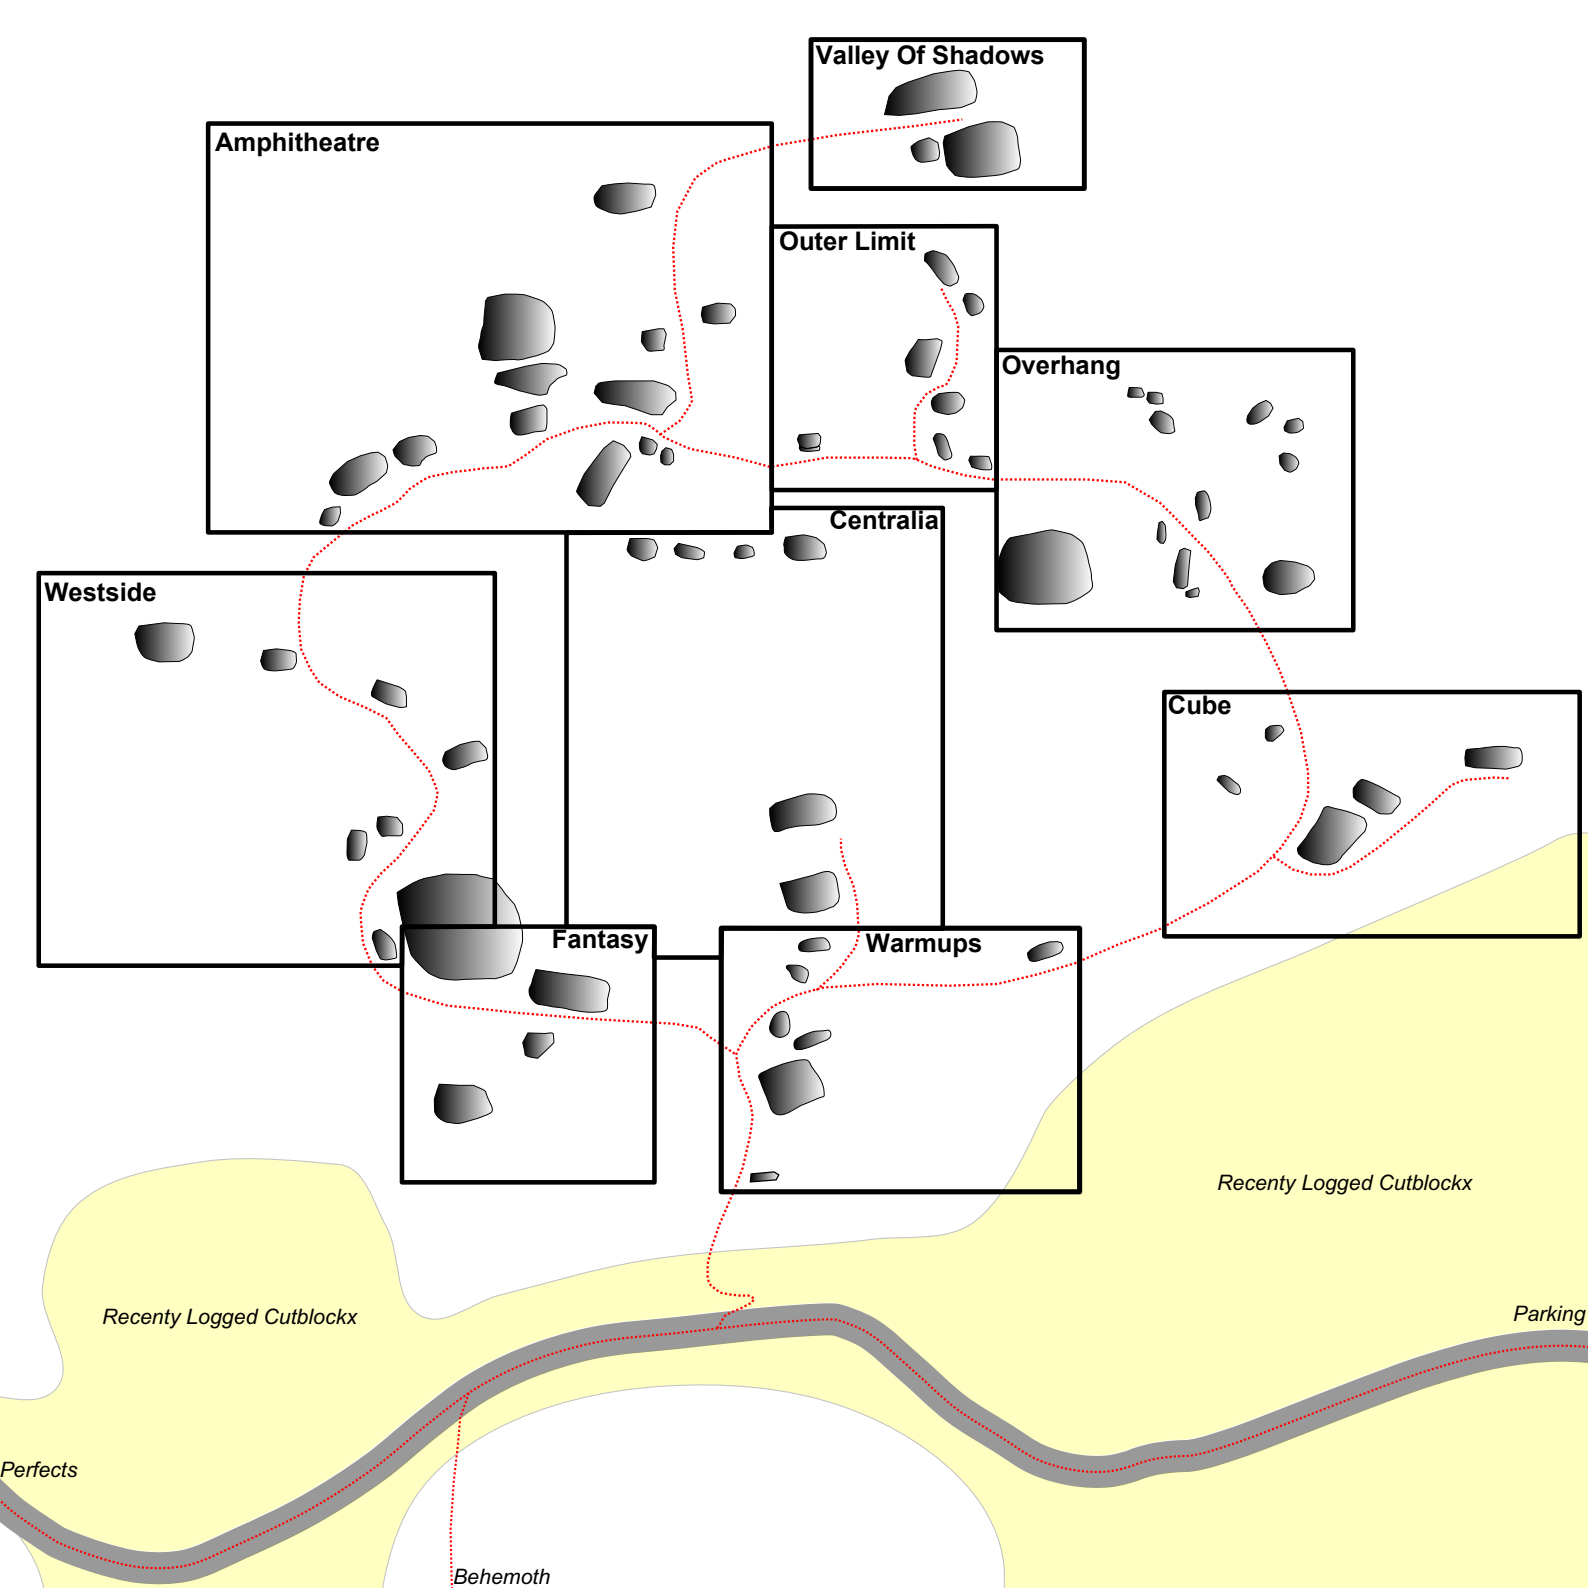 Valley Of Shadows
Amphitheatre
Outer Limit
Overhang
Centralia
Westside
Cube
Fantasy
Warmups
Recenty Logged Cutblockx
Recenty Logged Cutblockx
Parking
Perfects
Behemoth